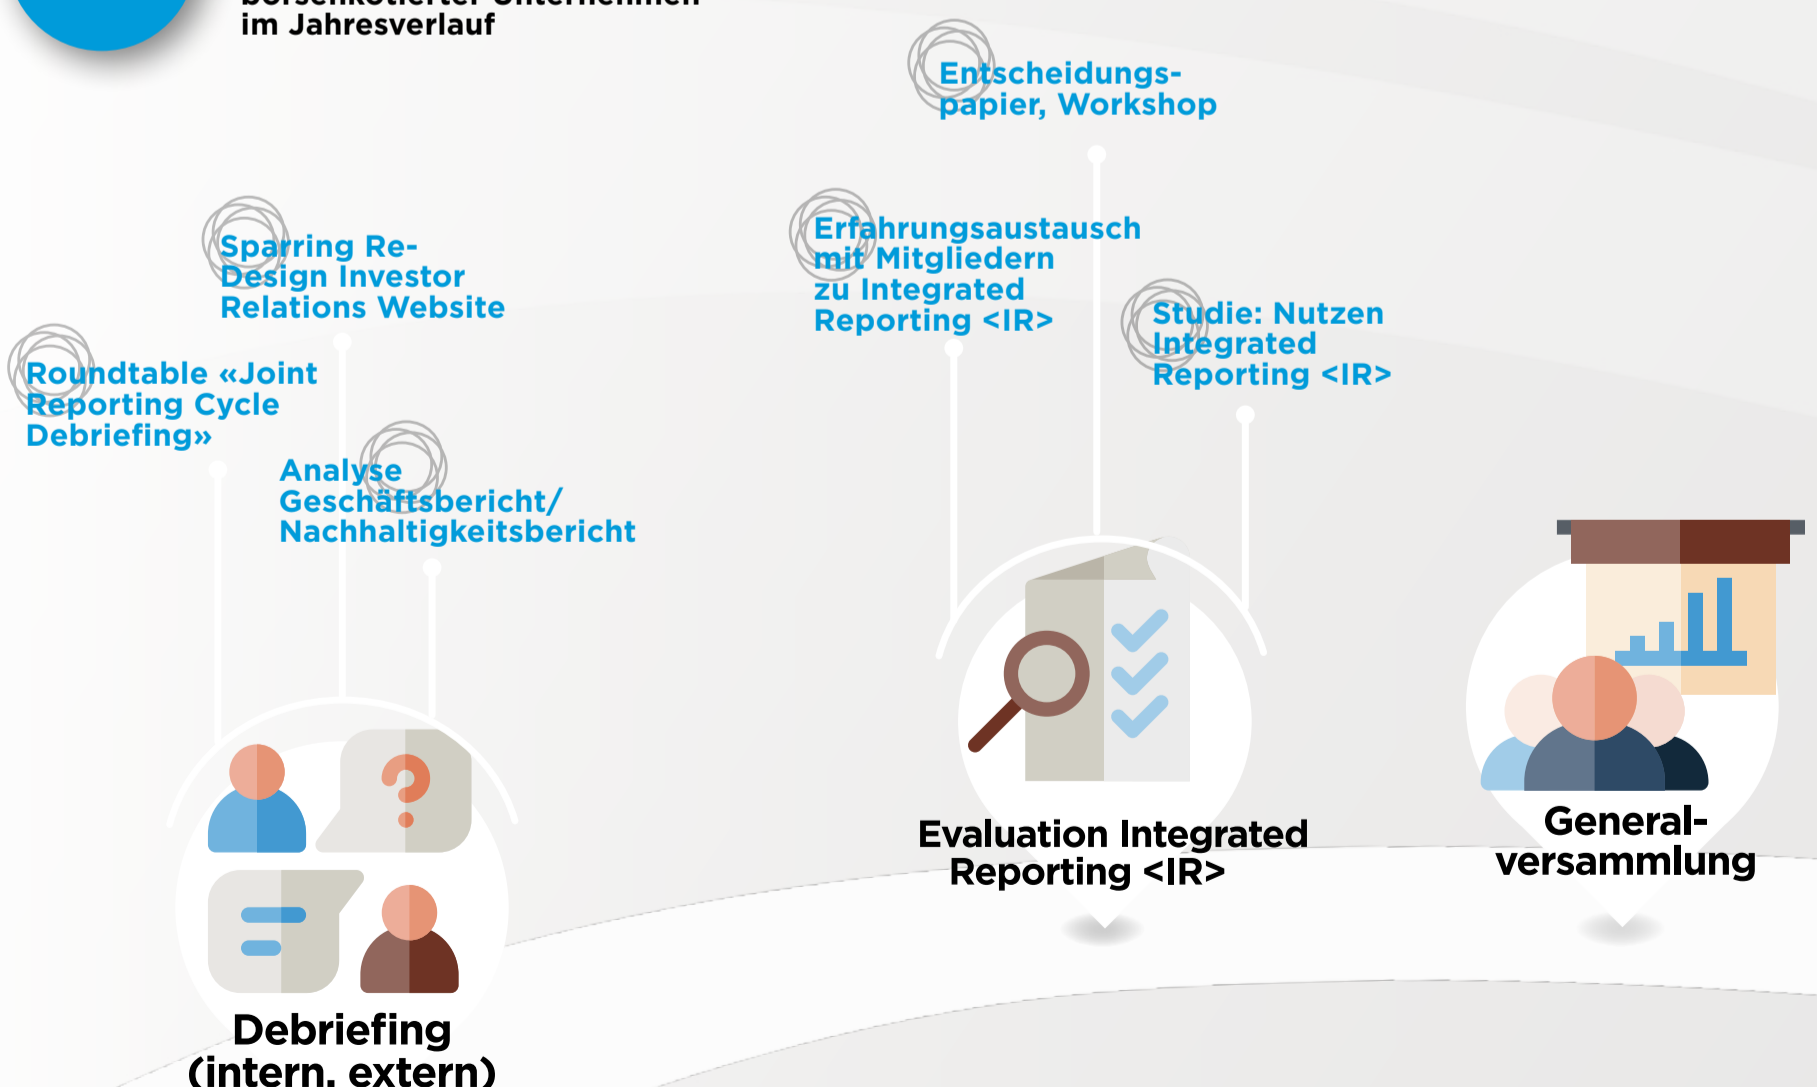 börsenkotierter Unternehmen
im Jahresverlauf
Entscheidungs-
papier, Workshop
Sparring Re-
Design Investor
Relations Website
Erfahrungsaustausch
mit Mitgliedern
zu Integrated
Reporting <IR>
Studie: Nutzen
Integrated
Reporting <IR>
Roundtable «Joint
Reporting Cycle
Debriefing»
Analyse
Geschäftsbericht/
Nachhaltigkeitsbericht
Evaluation Integrated
Reporting <IR>
General-
versammlung
Debriefing
(intern, extern)